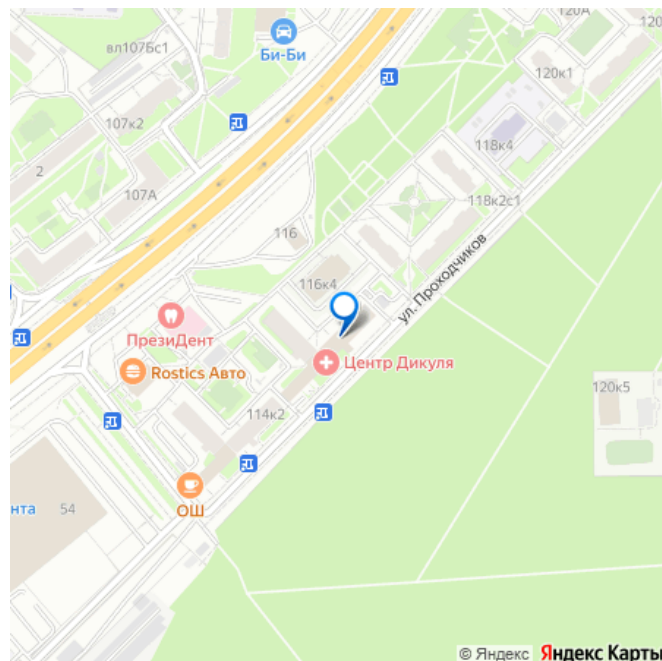 120А
120
вл107Бс1
Би-Би
120к1
107к2
118к4
2
107А
118к2с1
116
116к4
ул. Проходчиков
ПрезиДент
Центр Дикуля
Rostics Авто
120к5
114к2
нта
54
ОШ
© Яндекс Яндекс Карты